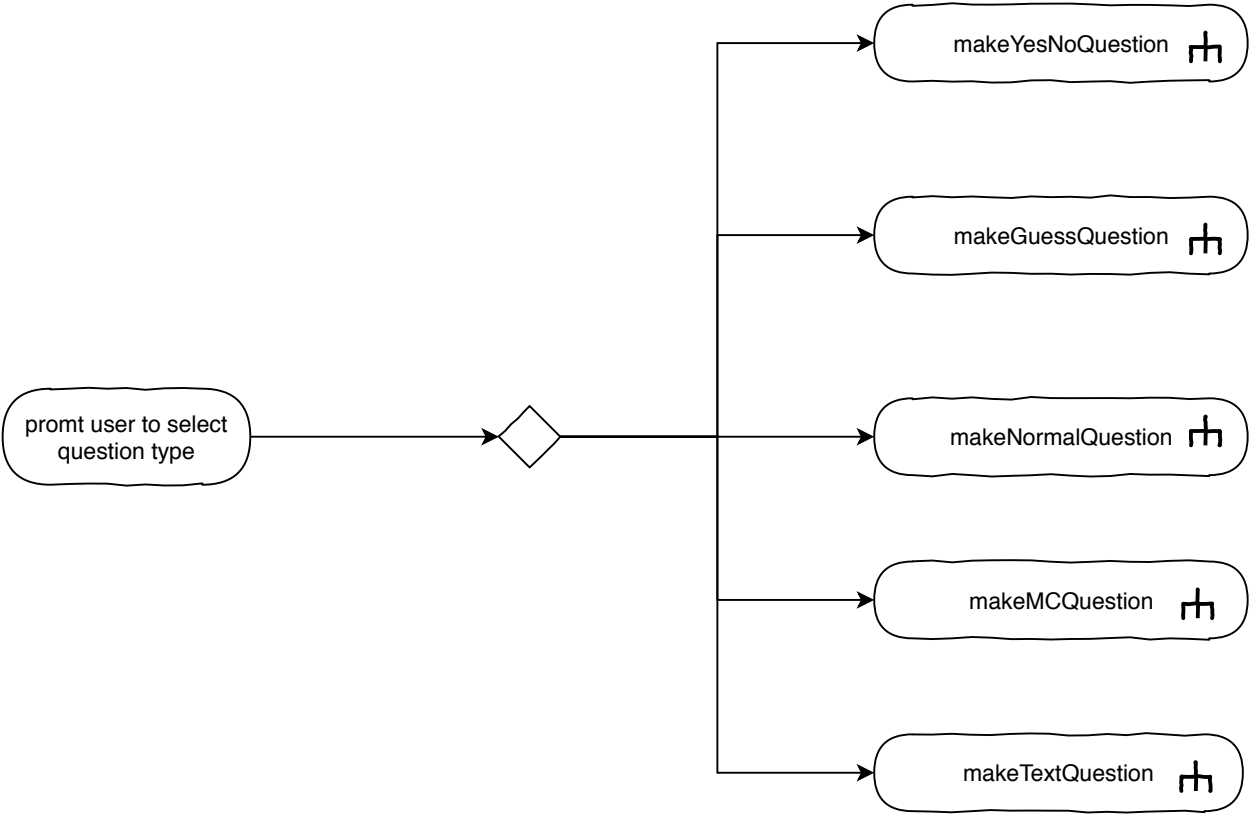 makeYesNoQuestion
makeGuessQuestion
promt user to select
question type
makeNormalQuestion
makeMCQuestion
makeTextQuestion